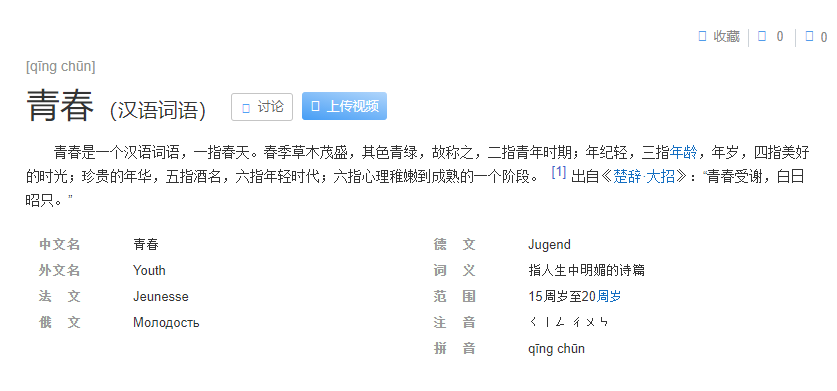 收藏 0 0
[qīng chūn]
青春 (汉语词语) 讨论 上传视频
青春是一个汉语词语，一指春天。春季草木茂盛，其色青绿，故称之，二指青年时期；年纪轻，三指年龄，年岁，四指美好
的时光；珍贵的年华，五指酒名，六指年轻时代；六指心理稚嫩到成熟的一个阶段。 [1] 出自《楚辞·大招》：“青春受谢，白日
昭只。”
中文名 青春 德 文 Jugend
外文名 Youth 词 义 指人生中明媚的诗篇
法 文 Jeunesse 范 围 15周岁至20周岁
俄 文 Молодость 注 音 ㄑㄧㄥ ㄔㄨㄣ
拼 音 qīng chūn